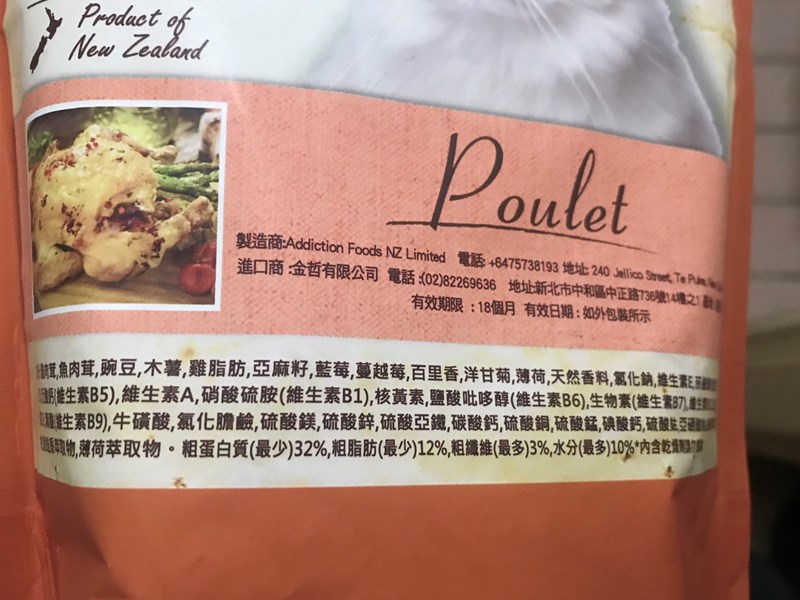 Product of
New Zealand
Poulet
製造商:Addiction Foods NZ Limited 電話: +6475738193 地址: 240 Jellico Street, Te Puke,
進口商 :金哲有限公司 電話 :(02)82269636 地址:新北市中和區中正路736號14樓之1
有效期限 : 18個月 有效日期 : 如外包裝所示
肉茸,魚肉茸,豌豆,木薯,雞脂肪,亞麻籽,藍莓,蔓越莓,百里香,洋甘菊,薄荷,天然香料,氯化鈉,維生素E,
(維生素B5),維生素A,硝酸硫胺(維生素B1),核黃素,鹽酸吡哆醇(維生素B6),生物素(維生素B7),
(維生素B9),牛磺酸,氯化膽鹼,硫酸鎂,硫酸鋅,硫酸亞鐵,碳酸鈣,硫酸銅,硫酸錳,碘酸鈣,硫酸鈷,
萃取物,薄荷萃取物。粗蛋白質(最少)32%,粗脂肪(最少)12%,粗纖維(最多)3%,水分(最多)10%*內含乾燥劑